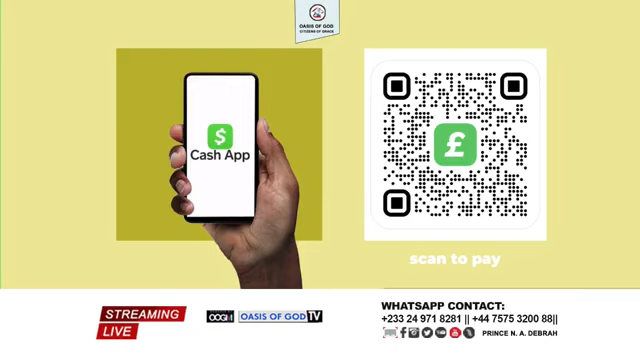 OASIS OF GOD
CITIZENS OF GRACE
$
Cash App
£
scan to pay
STREAMING
LIVE
OASIS OF GOD TV
WHATSAPP CONTACT:
+233 24 971 8281 || +44 7575 3200 88||
PRINCE N. A. DEBRAH